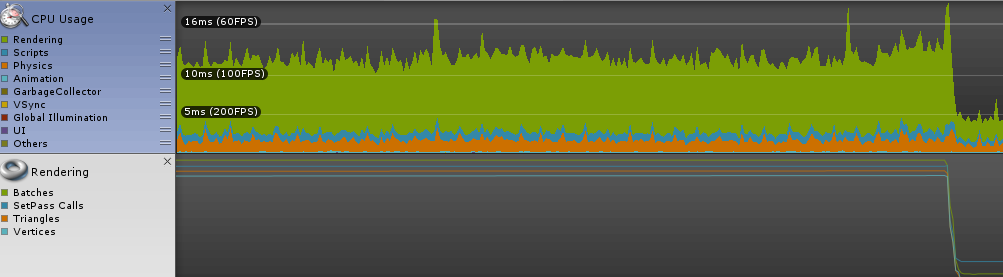 CPU Usage
Rendering
Scripts
Physics
Animation
GarbageCollector
VSync
Global Illumination
UI
Others
16ms (60FPS)
10ms (100FPS)
5ms (200FPS)
Rendering
Batches
SetPass Calls
Triangles
Vertices